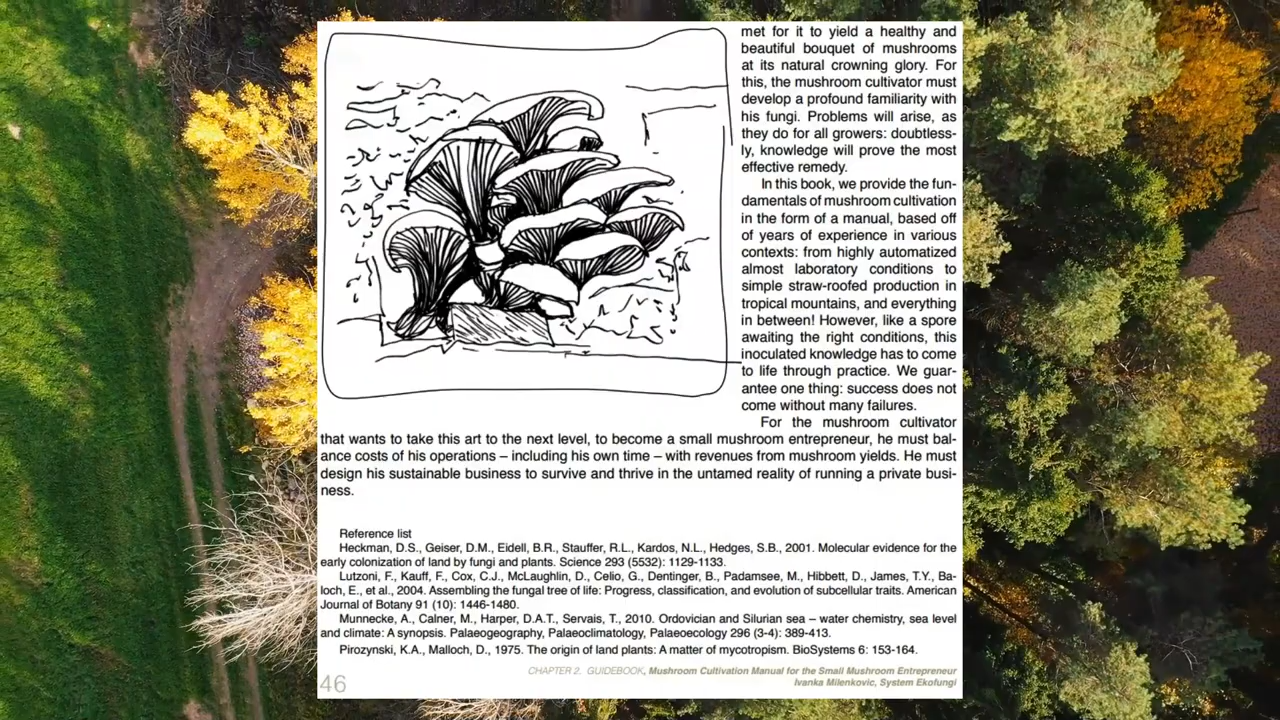 met for it to yield a healthy and
beautiful bouquet of mushrooms
at its natural crowning glory. For
this, the mushroom cultivator must
develop a profound familiarity with
his fungi. Problems will arise, as
they do for all growers: doubtless-
ly, knowledge will prove the most
effective remedy.
In this book, we provide the fun-
damentals of mushroom cultivation
in the form of a manual, based off
of years of experience in various
contexts: from highly automatized
almost laboratory conditions to
simple straw-roofed production in
tropical mountains, and everything
in between! However, like a spore
awaiting the right conditions, this
inoculated knowledge has to come
to life through practice. We guar-
antee one thing: success does not
come without many failures.
For the mushroom cultivator
that wants to take this art to the next level, to become a small mushroom entrepreneur, he must bal-
ance costs of his operations – including his own time – with revenues from mushroom yields. He must
design his sustainable business to survive and thrive in the untamed reality of running a private busi-
ness.
Reference list
Heckman, D.S., Geiser, D.M., Eidell, B.R., Stauffer, R.L., Kardos, N.L., Hedges, S.B., 2001. Molecular evidence for the
early colonization of land by fungi and plants. Science 293 (5532): 1129-1133.
Lutzoni, F., Kauff, F., Cox, C.J., McLaughlin, D., Celio, G., Dentinger, B., Padamsee, M., Hibbett, D., James, T.Y., Ba-
loch, E., et al., 2004. Assembling the fungal tree of life: Progress, classification, and evolution of subcellular traits. American
Journal of Botany 91 (10): 1446-1480.
Munnecke, A., Calner, M., Harper, D.A.T., Servais, T., 2010. Ordovician and Silurian sea – water chemistry, sea level
and climate: A synopsis. Palaeogeography, Palaeoclimatology, Palaeoecology 296 (3-4): 389-413.
Pirozynski, K.A., Malloch, D., 1975. The origin of land plants: A matter of mycotropism. BioSystems 6: 153-164.
CHAPTER 2. GUIDEBOOK, Mushroom Cultivation Manual for the Small Mushroom Entrepreneur
Ivanka Milenkovic, System Ekofungi
46